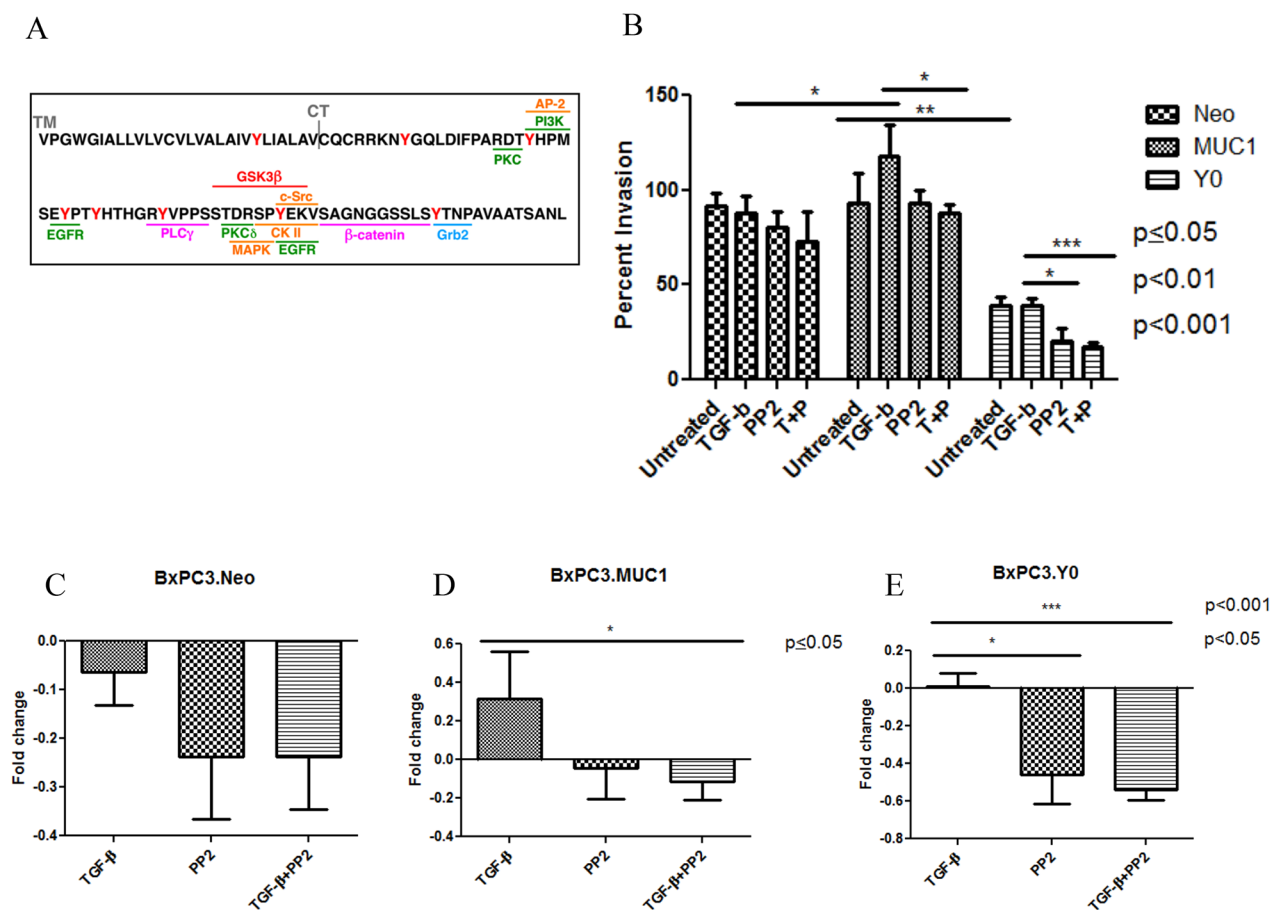 A
TM
CT
AP-2
PI3K
VPGWGIALLVLVCVLVALAIVYLIALAVCQCRRKNYGQLDIFPARDTYHPM
PKC
GSK3β
c-Src
SEYPTYHTHGRYVPPSSTDRSPYEKVSAGNGGSSLSYTNPAVAATSANL
EGFR
PLCγ
PKCδ
CK II
β-catenin
Grb2
MAPK
EGFR
B
Percent Invasion
150
100
50
0
*
*
**
***
*
Untreated
TGF-b
PP2
T+P
Untreated
TGF-b
PP2
T+P
Untreated
TGF-b
PP2
T+P
Neo
MUC1
Y0
p≤0.05
p<0.01
p<0.001
C
BxPC3.Neo
Fold change
0.0
-0.1
-0.2
-0.3
-0.4
TGF-β
PP2
TGF-β+PP2
D
BxPC3.MUC1
*
p≤0.05
Fold change
0.6
0.4
0.2
0.0
-0.2
-0.4
TGF-β
PP2
TGF-β+PP2
E
BxPC3.Y0
***
*
p<0.001
p<0.05
Fold change
0.2
0.0
-0.2
-0.4
-0.6
-0.8
TGF-β
PP2
TGF-β+PP2